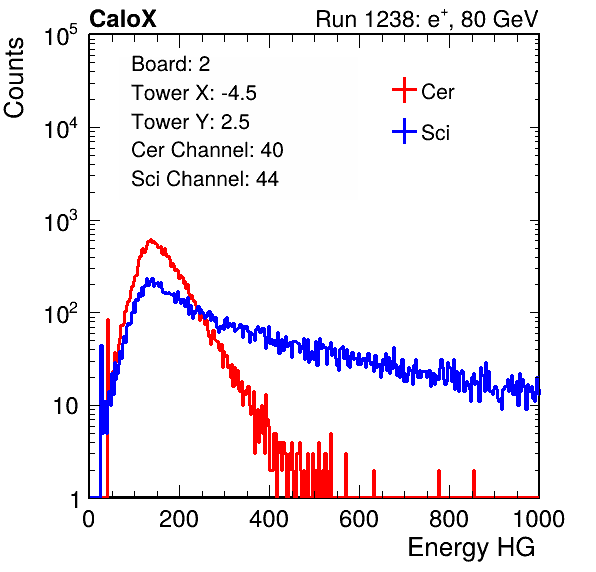 CaloX Run 1238: e⁺, 80 GeV
Counts
Board: 2
Tower X: -4.5
Tower Y: 2.5
Cer Channel: 40
Sci Channel: 44
Cer
Sci
10⁵
10⁴
10³
10²
10
1
0 200 400 600 800 1000
Energy HG